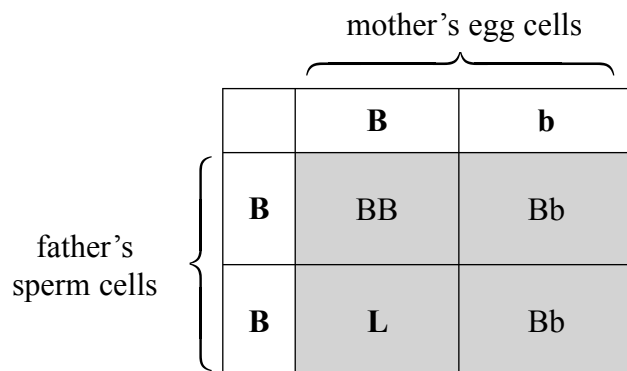 mother’s egg cells
B b
B BB Bb
father’s
sperm cells
B L Bb